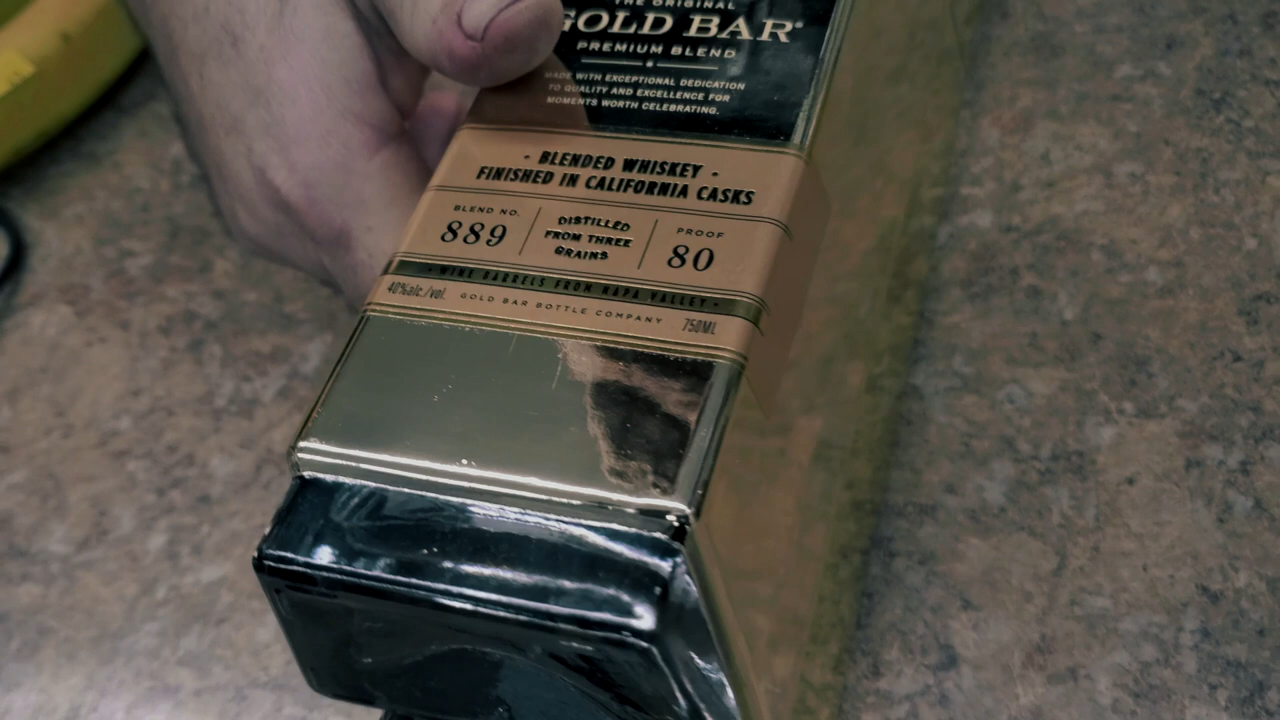 THE ORIGINAL
GOLD BAR®
PREMIUM BLEND
MADE WITH EXCEPTIONAL DEDICATION
TO QUALITY AND EXCELLENCE FOR
MOMENTS WORTH CELEBRATING.
· BLENDED WHISKEY ·
FINISHED IN CALIFORNIA CASKS
BLEND NO.
889
DISTILLED
FROM THREE
GRAINS
PROOF
80
· WINE BARRELS FROM NAPA VALLEY ·
40%alc./vol. GOLD BAR BOTTLE COMPANY 750ML